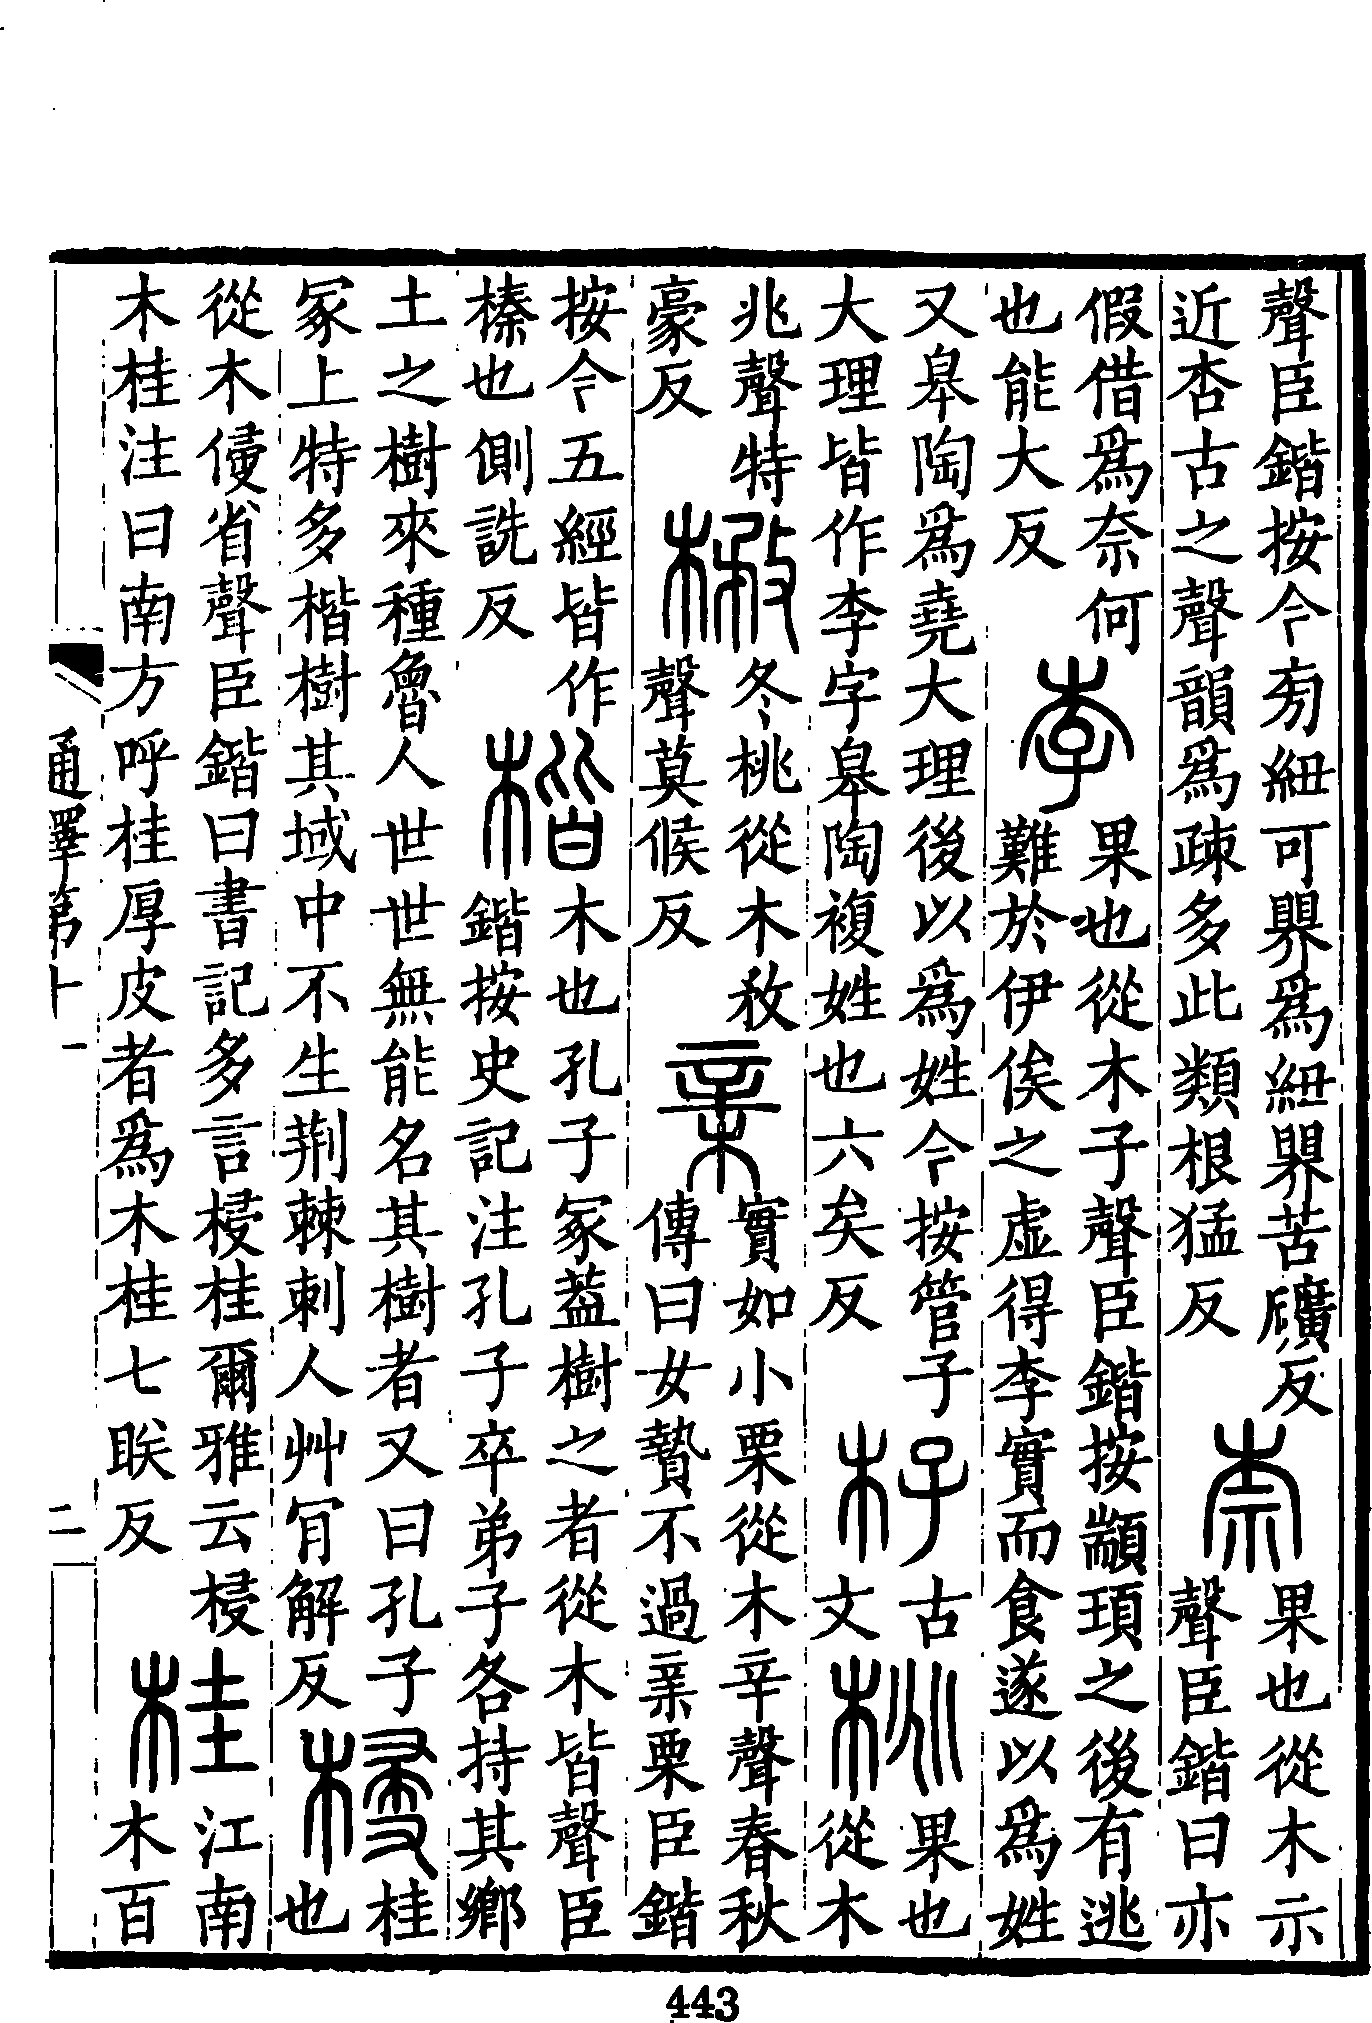 聲臣鍇按今有紐可𣊡爲紐𣊡苦礦反
近杏古之聲韻爲疎多此類根猛反
柰
果也從木示
聲臣鍇曰亦
假借爲奈何
也能大反
李
果也從木子聲臣鍇按顓頊之後有逃
難於伊侯之虛得李實而食遂以爲姓
又皋陶爲堯大理後以爲姓今按管子
大理皆作李字皋陶複姓也六矣反
杍
古
文
桃
果也
從木
兆聲特
豪反
楙
冬桃從木敄
聲莫候反
亲
實如小栗從木辛聲春秋
傳曰女贄不過亲栗臣鍇
按今五經皆作
榛也側詵反
楷
木也孔子冢葢樹之者從木皆聲臣
鍇按史記注孔子卒弟子各持其鄉
土之樹來種魯人世世無能名其樹者又曰孔子
冢上特多楷樹其域中不生荆棘刺人艸肎解反
梫
桂
也
從木侵省聲臣鍇曰書記多言梫桂爾雅云梫
木桂注曰南方呼桂厚皮者爲木桂七朕反
桂
江南
木百
通釋第十一
二
443